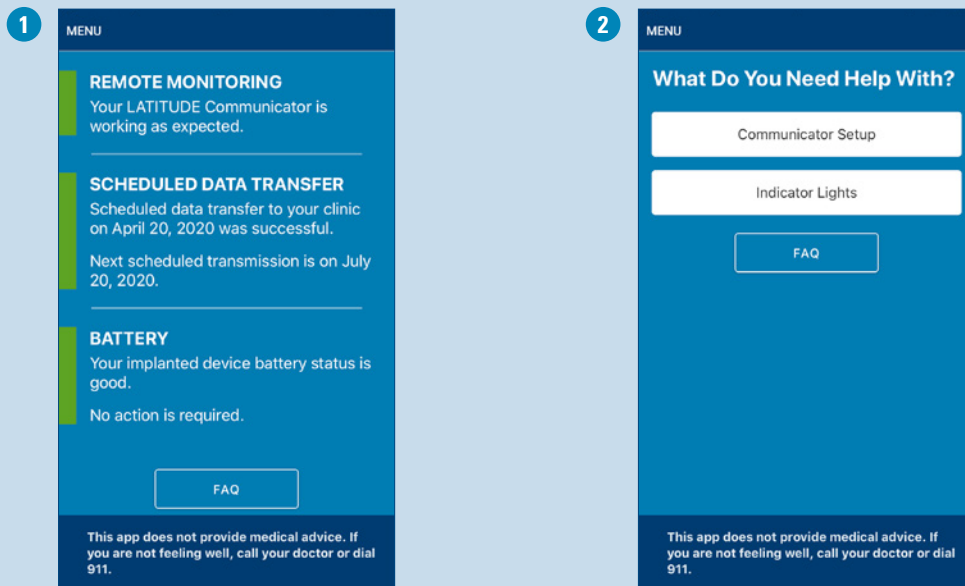 1
MENU
REMOTE MONITORING
Your LATITUDE Communicator is
working as expected.
SCHEDULED DATA TRANSFER
Scheduled data transfer to your clinic
on April 20, 2020 was successful.
Next scheduled transmission is on July
20, 2020.
BATTERY
Your implanted device battery status is
good.
No action is required.
FAQ
This app does not provide medical advice. If
you are not feeling well, call your doctor or dial
911.
2
MENU
What Do You Need Help With?
Communicator Setup
Indicator Lights
FAQ
This app does not provide medical advice. If
you are not feeling well, call your doctor or dial
911.